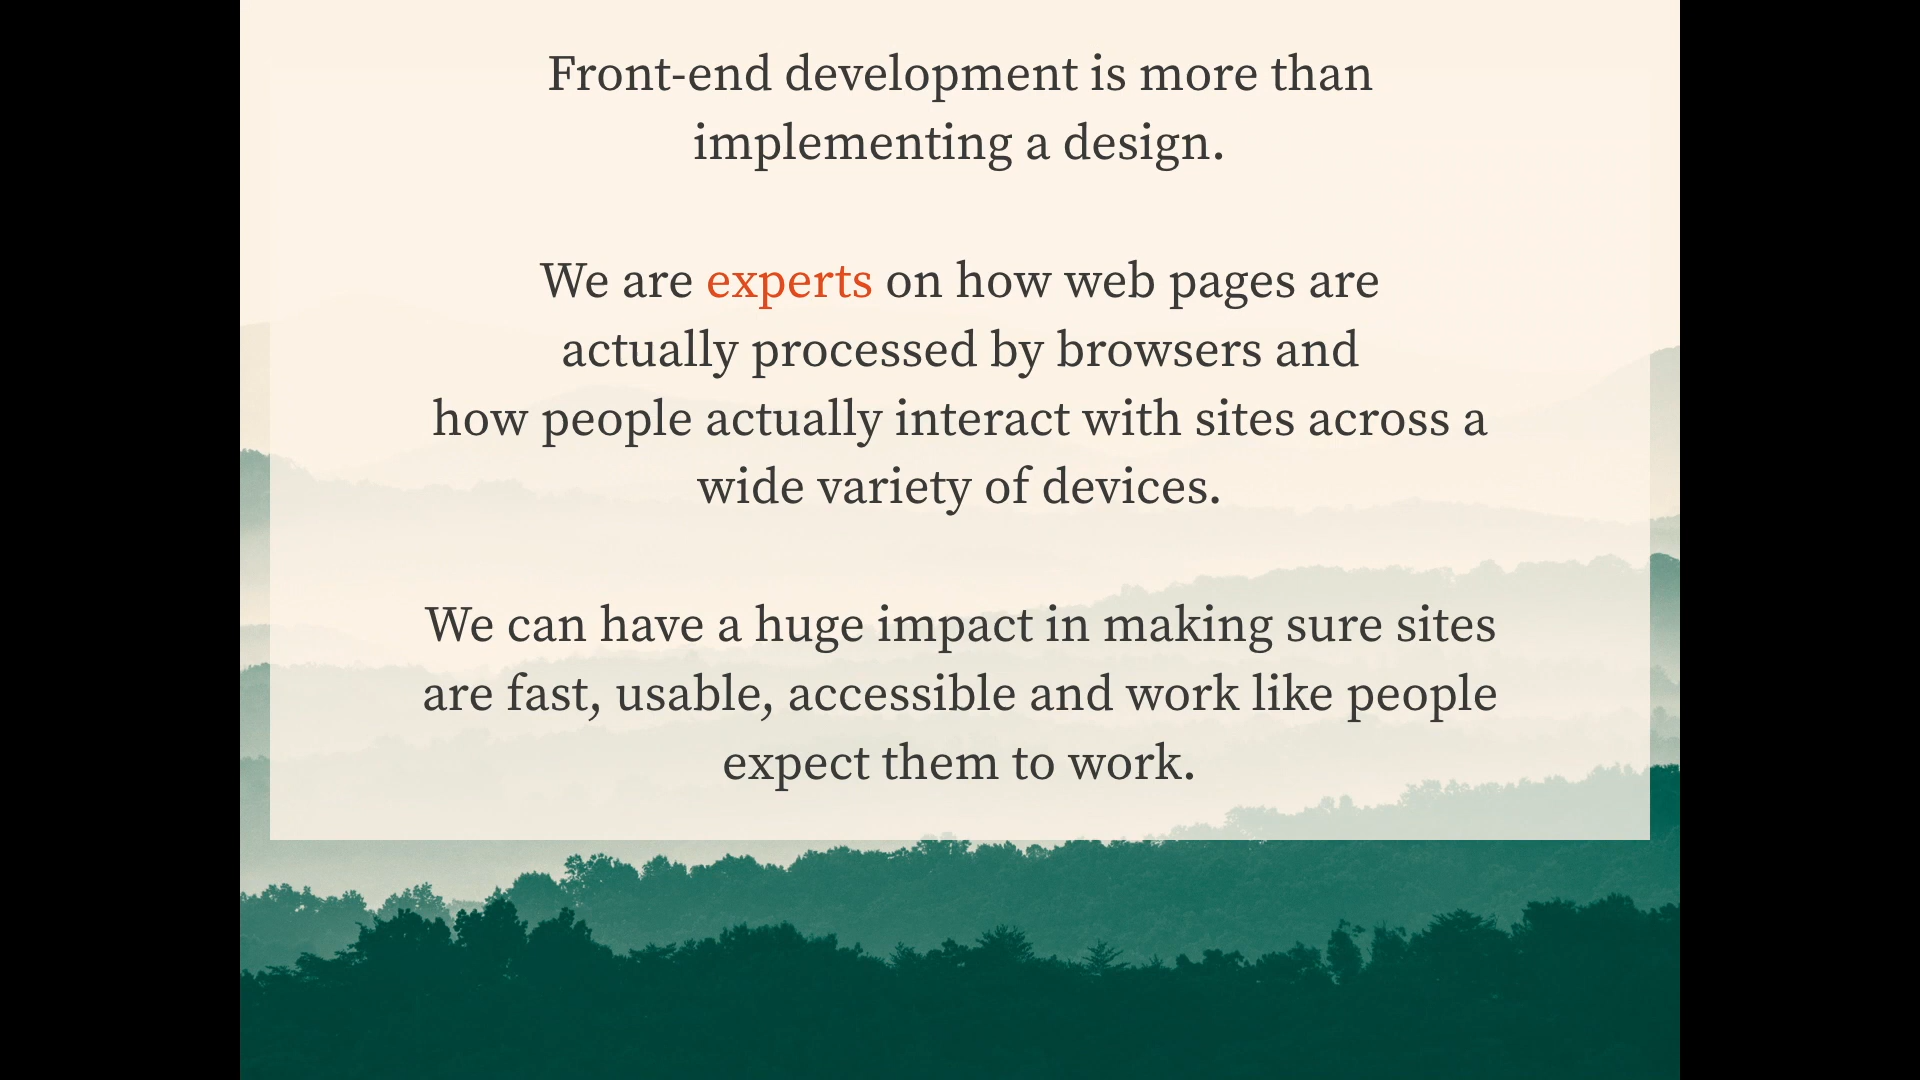 Front-end development is more than
implementing a design.
We are experts on how web pages are
actually processed by browsers and
how people actually interact with sites across a
wide variety of devices.
We can have a huge impact in making sure sites
are fast, usable, accessible and work like people
expect them to work.